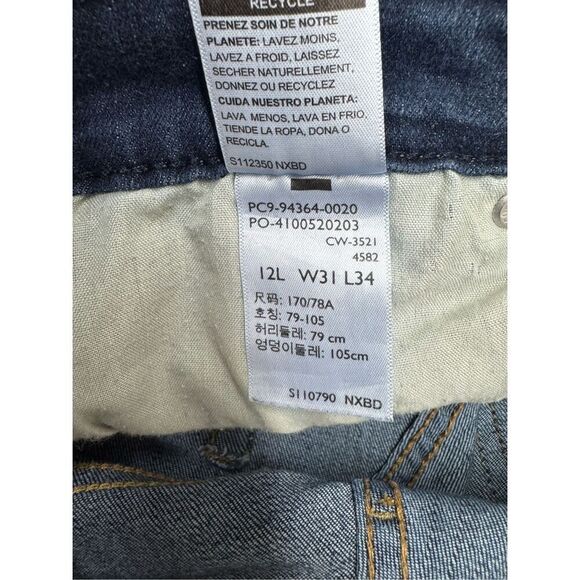 RECYCLE
PRENEZ SOIN DE NOTRE
PLANETE: LAVEZ MOINS,
LAVEZ A FROID, LAISSEZ
SECHER NATURELLEMENT,
DONNEZ OU RECYCLEZ
CUIDA NUESTRO PLANETA:
LAVA MENOS, LAVA EN FRIO,
TIENDE LA ROPA, DONA O
RECICLA.
S112350 NXBD
PC9-94364-0020
PO-4100520203
CW-3521
4582
12L W31 L34
尺码: 170/78A
호칭: 79-105
허리둘레: 79 cm
엉덩이둘레: 105cm
S110790 NXBD